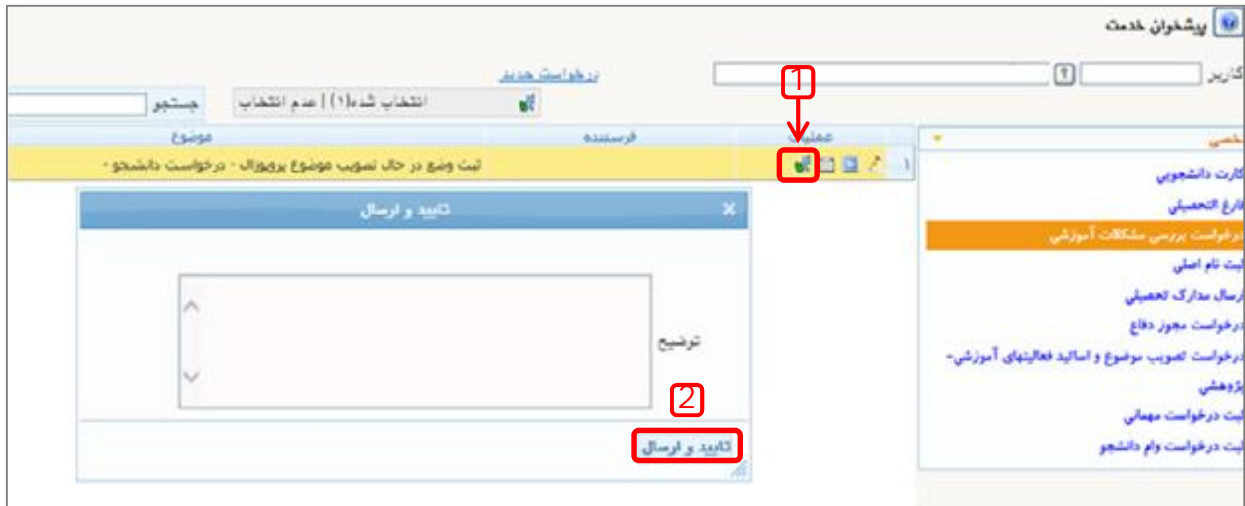 پیشخوان خدمت
کاربر
درخواست جدید
انتخاب شده(۱) | عدم انتخاب
جستجو
1
عملیات
فرستنده
موضوع
۱
ثبت وضع در حال تصویب موضوع پروپوزال - درخواست دانشجو -
کارت دانشجویی
فارغ التحصیلی
درخواست بررسی مشکلات آموزشی
ثبت نام اصلی
ارسال مدارک تحصیلی
درخواست مجوز دفاع
درخواست تصویب موضوع و اساتید فعالیتهای آموزشی-
پژوهشی
ثبت درخواست مهمانی
ثبت درخواست وام دانشجو
تایید و ارسال
توضیح
2
تایید و ارسال